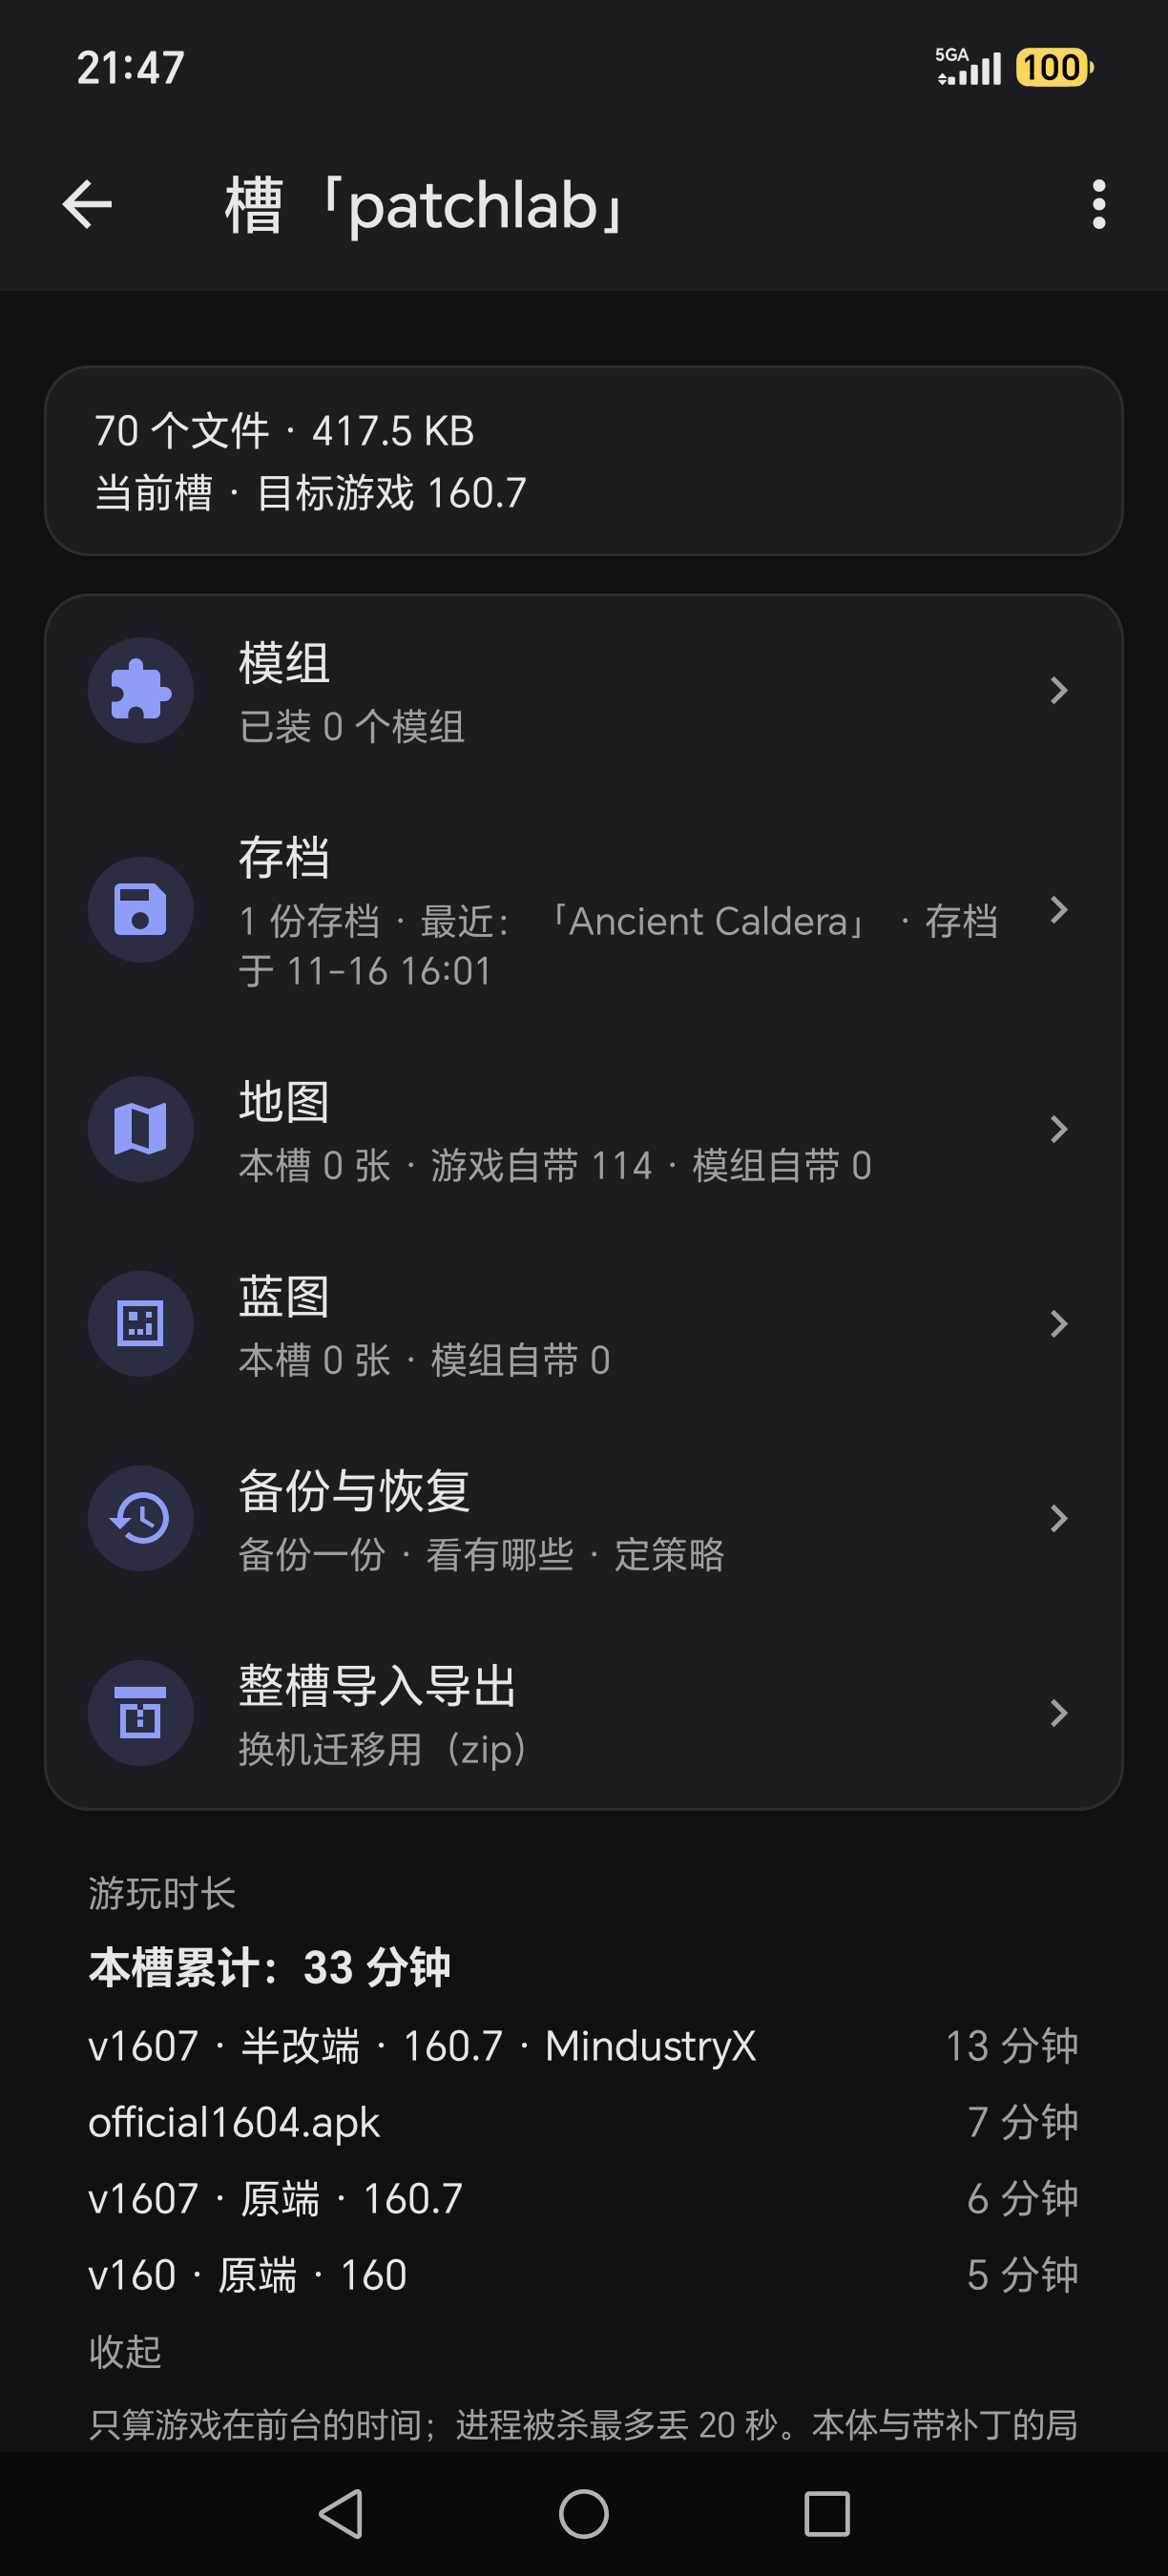 21:47
5GA
100
槽「patchlab」
70 个文件 · 417.5 KB
当前槽 · 目标游戏 160.7
模组
已装 0 个模组
存档
1 份存档 · 最近：「Ancient Caldera」 · 存档
于 11-16 16:01
地图
本槽 0 张 · 游戏自带 114 · 模组自带 0
蓝图
本槽 0 张 · 模组自带 0
备份与恢复
备份一份 · 看有哪些 · 定策略
整槽导入导出
换机迁移用（zip）
游玩时长
本槽累计：33 分钟
v1607 · 半改端 · 160.7 · MindustryX 13 分钟
official1604.apk 7 分钟
v1607 · 原端 · 160.7 6 分钟
v160 · 原端 · 160 5 分钟
收起
只算游戏在前台的时间；进程被杀最多丢 20 秒。本体与带补丁的局